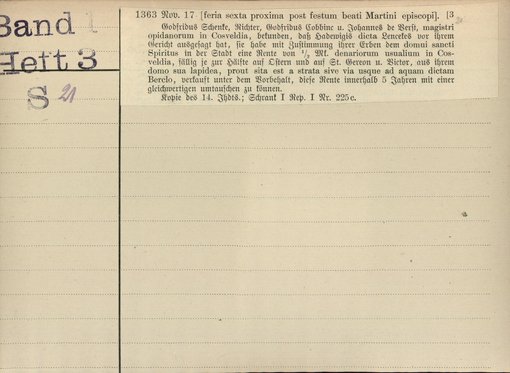 Band 1
Heft 3
S 21
1363 Nov. 17 [feria sexta proxima post festum beati Martini episcopi]. [3
Godfridus Schenke, Richter, Godfridus Cobbinc u. Johannes de Verst, magistri
opidanorum in Cosveldia, bekunden, daß Hadewigis dicta Lencekes vor ihrem
Gericht ausgesagt hat, sie habe mit Zustimmung ihrer Erben dem domui sancti
Spiritus in der Stadt eine Rente von 1/2 Mk. denariorum usualium in Cos-
veldia, fällig je zur Hälfte auf Ostern und auf St. Gereon u. Victor, aus ihrem
domo sua lapidea, prout sita est a strata sive via usque ad aquam dictam
Berclo, verkauft unter dem Vorbehalt, diese Rente innerhalb 5 Jahren mit einer
gleichwertigen umtauschen zu können.
Kopie des 14. Jhdts.; Schrank I Rep. I Nr. 225c.